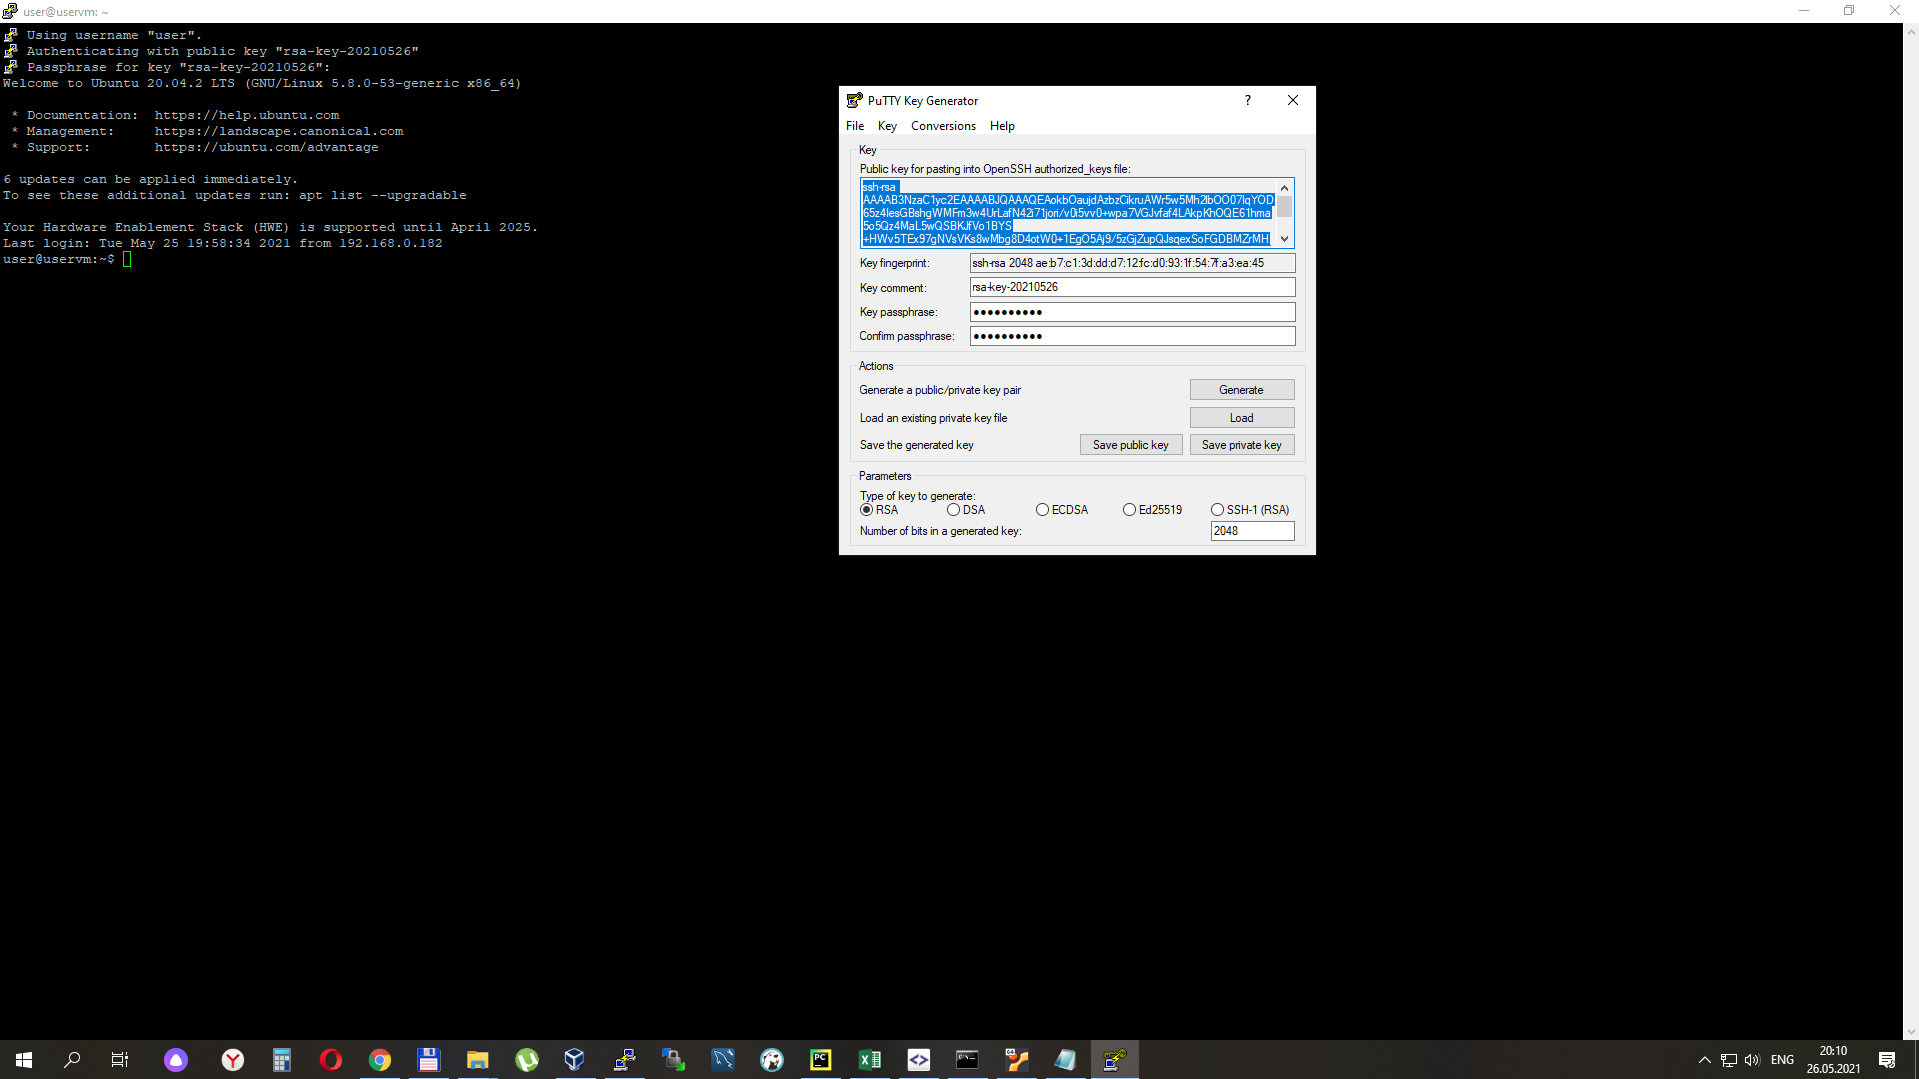 user@uservm: ~
Using username "user".
Authenticating with public key "rsa-key-20210526"
Passphrase for key "rsa-key-20210526":
Welcome to Ubuntu 20.04.2 LTS (GNU/Linux 5.8.0-53-generic x86_64)
* Documentation: https://help.ubuntu.com
* Management: https://landscape.canonical.com
* Support: https://ubuntu.com/advantage
6 updates can be applied immediately.
To see these additional updates run: apt list --upgradable
Your Hardware Enablement Stack (HWE) is supported until April 2025.
Last login: Tue May 25 19:58:34 2021 from 192.168.0.182
user@uservm:~$
PuTTY Key Generator
?
File Key Conversions Help
Key
Public key for pasting into OpenSSH authorized_keys file:
ssh-rsa
Key fingerprint: ssh-rsa 2048 ae:b7:c1:3d:dd:d7:12:fc:d0:93:1f:54:7f:a3:ea:45
Key comment: rsa-key-20210526
Key passphrase: ●●●●●●●●●●
Confirm passphrase: ●●●●●●●●●●
Actions
Generate a public/private key pair Generate
Load an existing private key file Load
Save the generated key Save public key Save private key
Parameters
Type of key to generate:
RSA DSA ECDSA Ed25519 SSH-1 (RSA)
Number of bits in a generated key: 2048
PC
ENG
20:10
26.05.2021